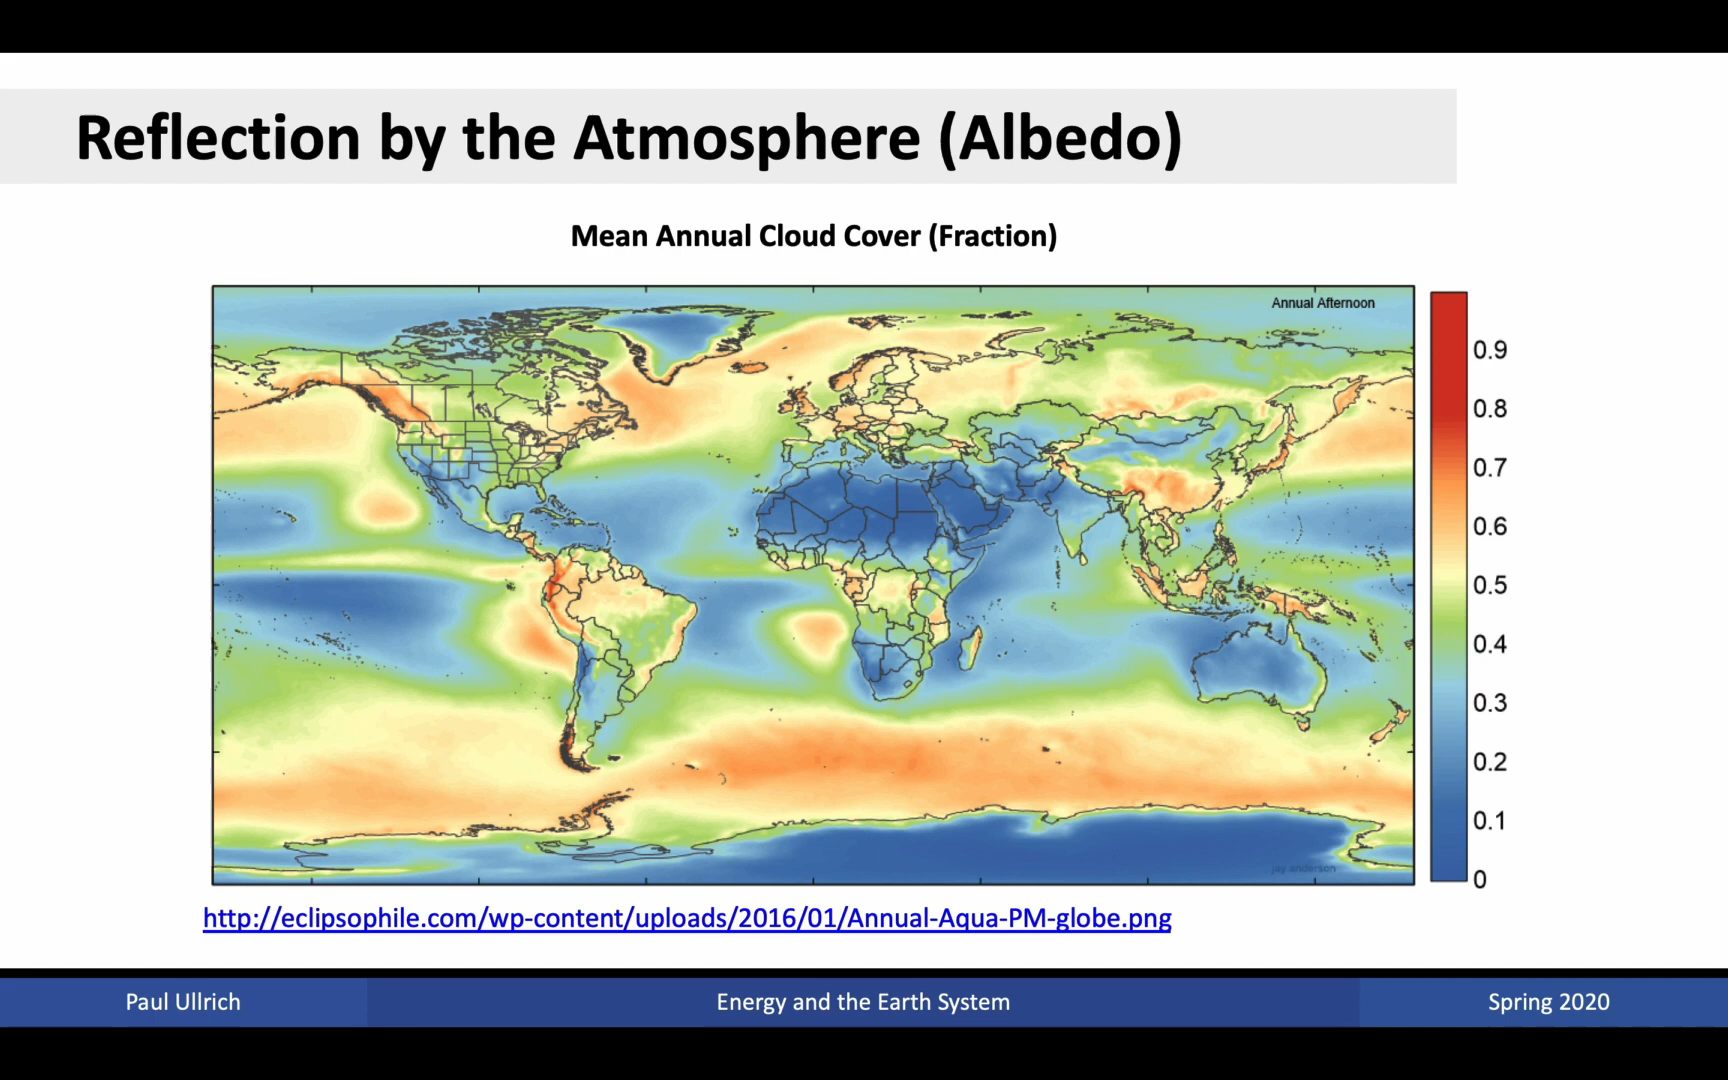 Reflection by the Atmosphere (Albedo)
Mean Annual Cloud Cover (Fraction)
Annual Afternoon
0.9
0.8
0.7
0.6
0.5
0.4
0.3
0.2
0.1
0
jay anderson
http://eclipsophile.com/wp-content/uploads/2016/01/Annual-Aqua-PM-globe.png
Paul Ullrich
Energy and the Earth System
Spring 2020